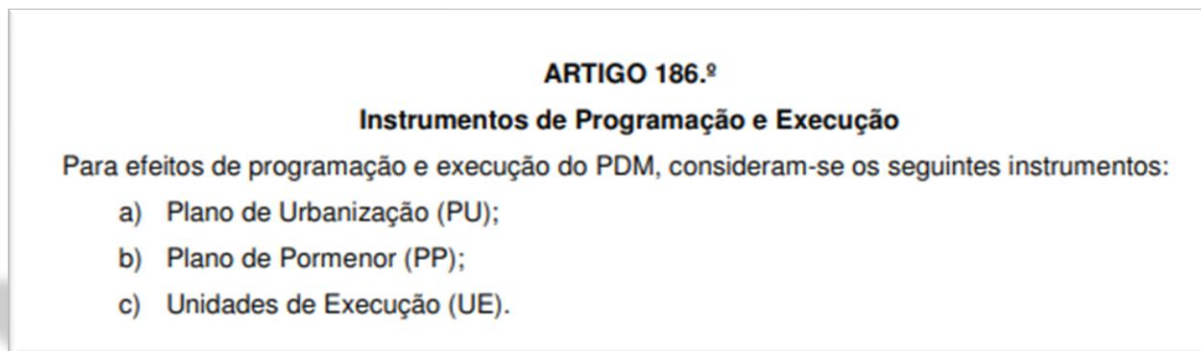 ARTIGO 186.º
Instrumentos de Programação e Execução
Para efeitos de programação e execução do PDM, consideram-se os seguintes instrumentos:
a) Plano de Urbanização (PU);
b) Plano de Pormenor (PP);
c) Unidades de Execução (UE).